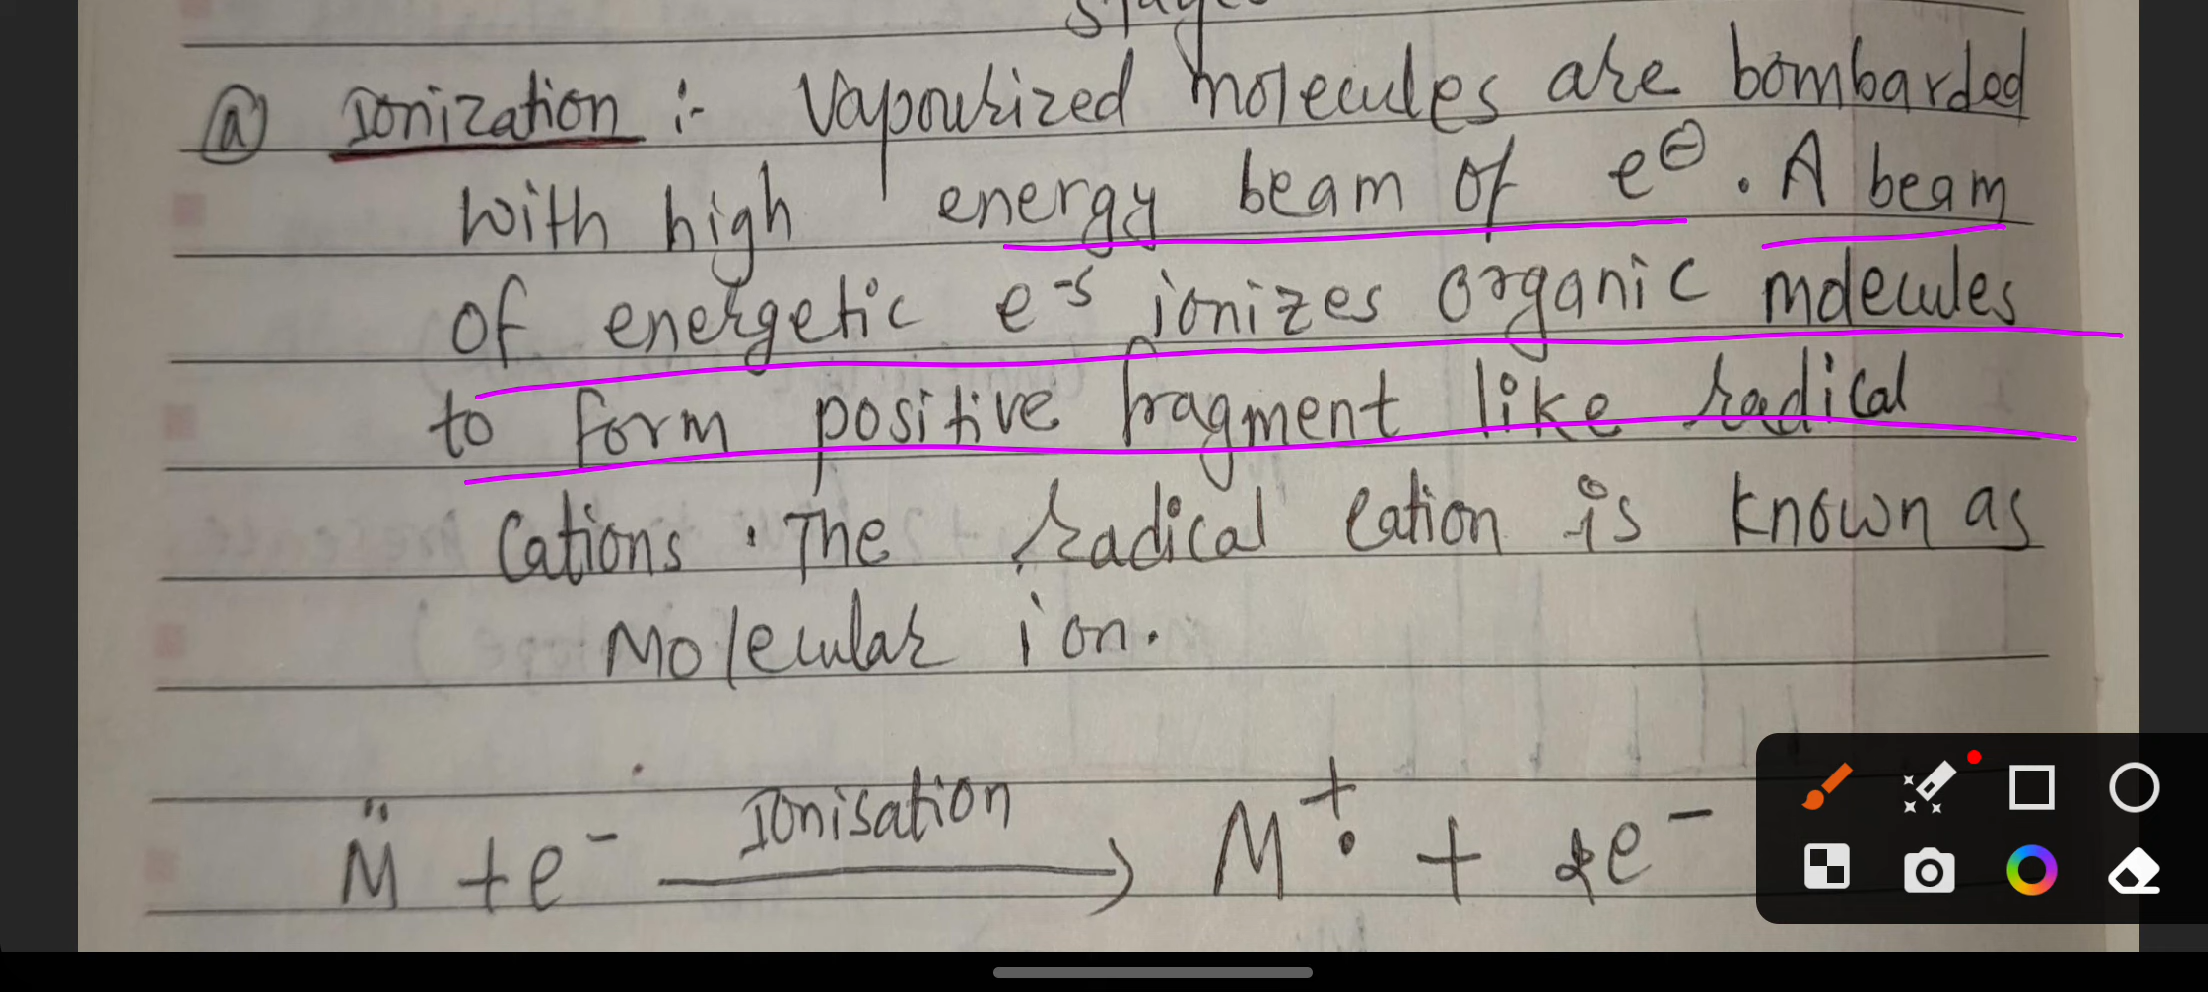 stages
(a) Ionization :- Vapourized molecules are bombarded
with high energy beam of e⊖. A beam
of energetic e⁻ˢ ionizes organic molecules
to form positive fragment like radical
Cations. The radical cation is known as
Molecular ion.
M̈ + e⁻ Ionisation → M⁺• + 2e⁻